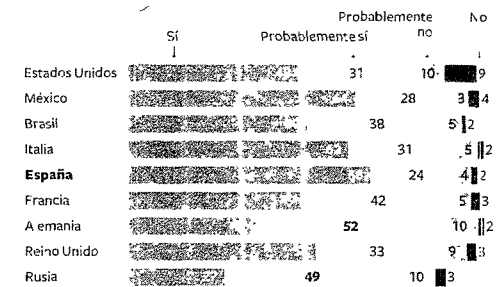 Probablemente No
Sí Probablemente sí no
Estados Unidos 31 10 9
México 28 3 4
Brasil 38 5 2
Italia 31 5 2
España 24 4 2
Francia 42 5 3
A emania 52 10 2
Reino Unido 33 9 3
Rusia 49 10 3